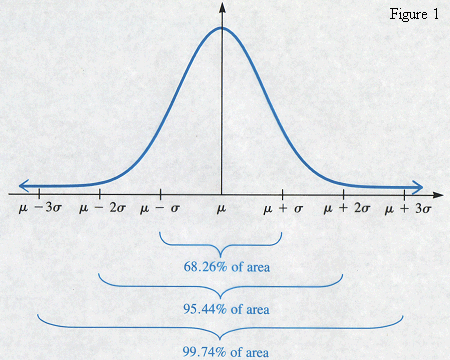 Figure 1
μ − 3σ μ − 2σ μ − σ μ μ + σ μ + 2σ μ + 3σ
68.26% of area
95.44% of area
99.74% of area